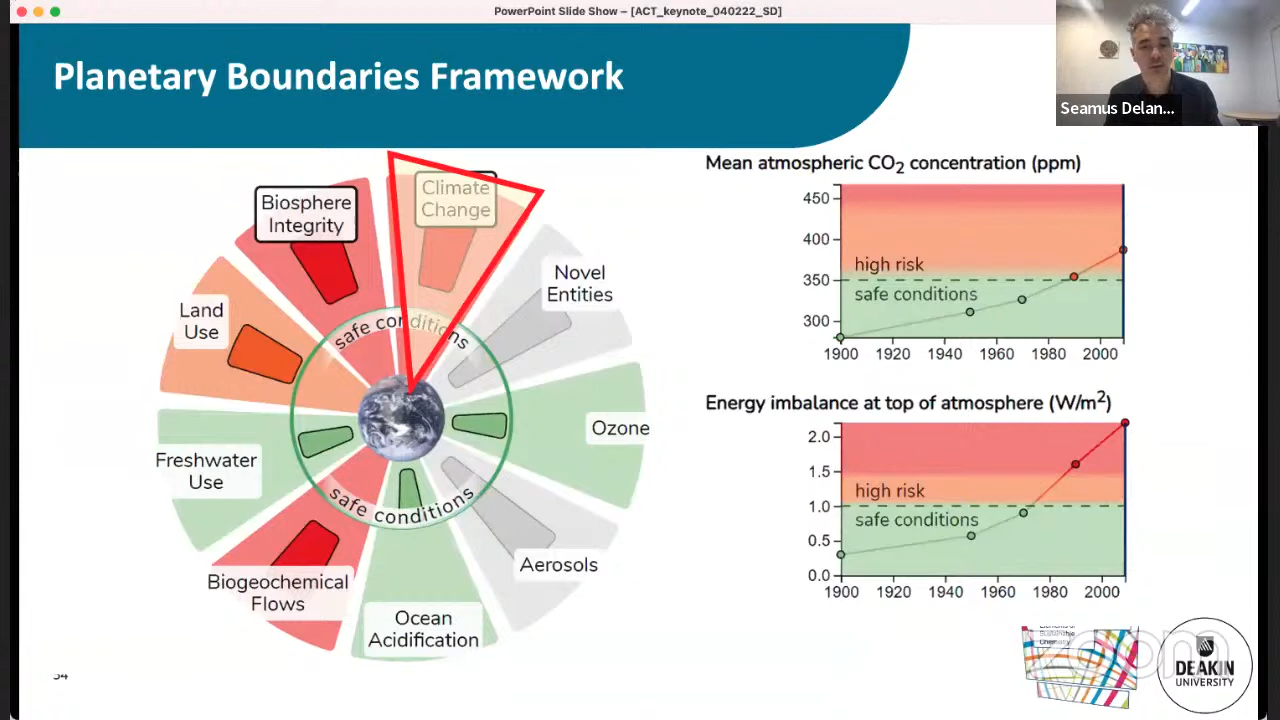 PowerPoint Slide Show – [ACT_keynote_040222_SD]
Planetary Boundaries Framework
Seamus Delan...
Biosphere
Integrity
Climate
Change
Novel
Entities
Land
Use
safe conditions
Ozone
Freshwater
Use
safe conditions
Aerosols
Biogeochemical
Flows
Ocean
Acidification
Mean atmospheric CO2 concentration (ppm)
450
400
350
300
high risk
safe conditions
1900 1920 1940 1960 1980 2000
Energy imbalance at top of atmosphere (W/m²)
2.0
1.5
1.0
0.5
0.0
high risk
safe conditions
1900 1920 1940 1960 1980 2000
zoom
DEAKIN
UNIVERSITY